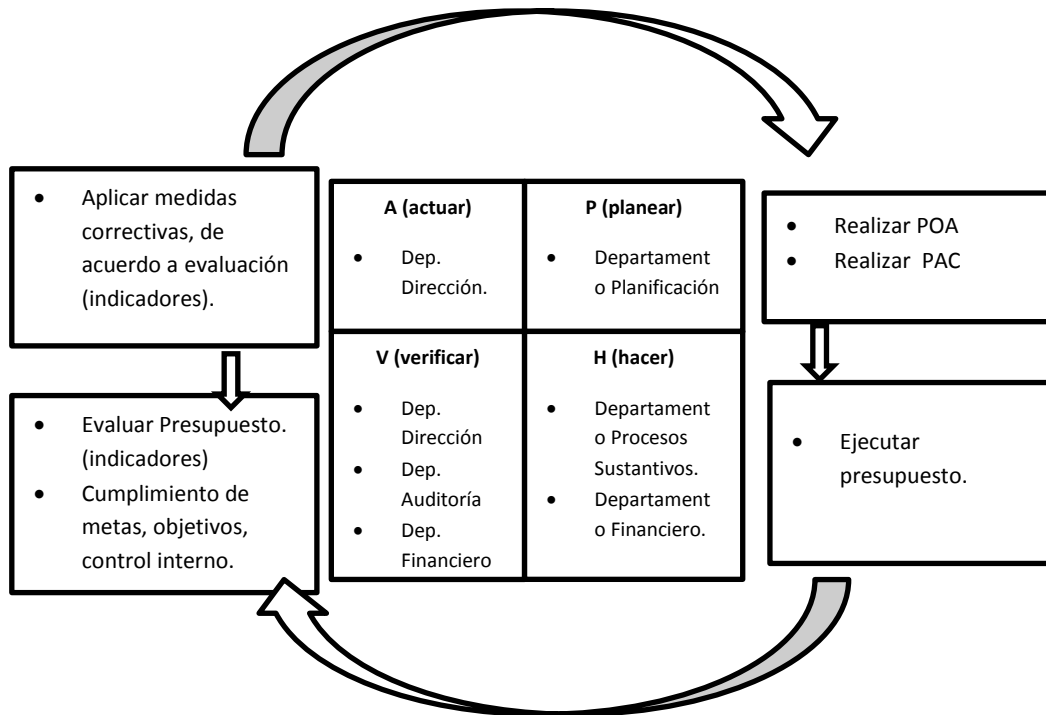 Aplicar medidas
correctivas, de
acuerdo a evaluación
(indicadores).
A (actuar)
Dep.
Dirección.
P (planear)
Departament
o Planificación
Realizar POA
Realizar PAC
Evaluar Presupuesto.
(indicadores)
Cumplimiento de
metas, objetivos,
control interno.
V (verificar)
Dep.
Dirección
Dep.
Auditoría
Dep.
Financiero
H (hacer)
Departament
o Procesos
Sustantivos.
Departament
o Financiero.
Ejecutar
presupuesto.